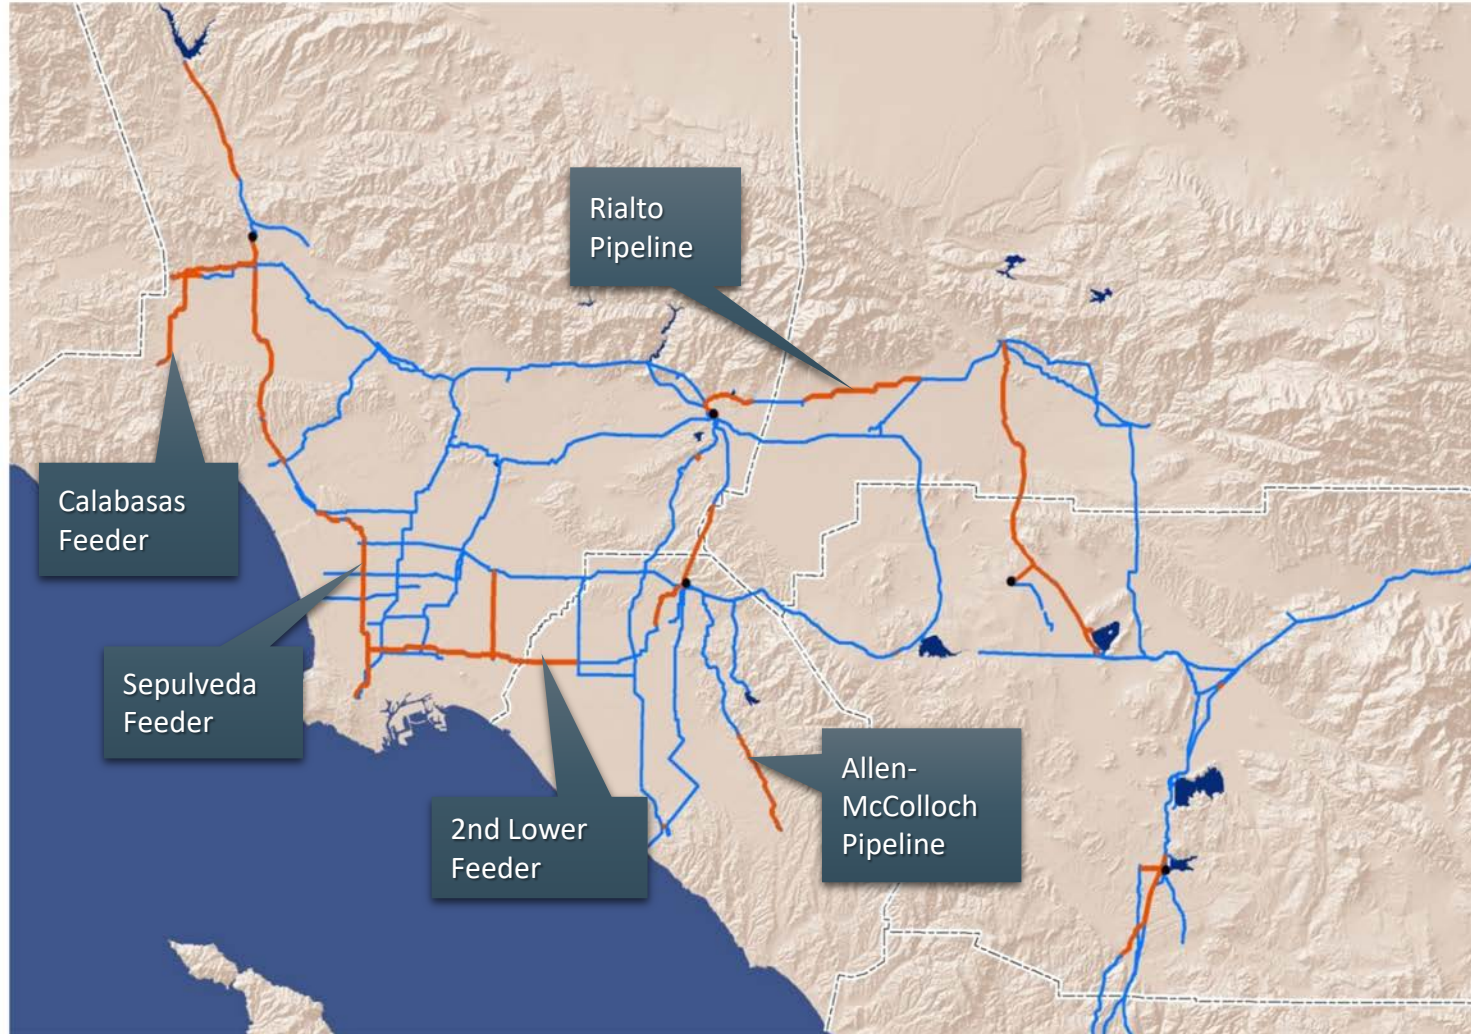 Rialto
Pipeline
Calabasas
Feeder
Sepulveda
Feeder
2nd Lower
Feeder
Allen-
McColloch
Pipeline